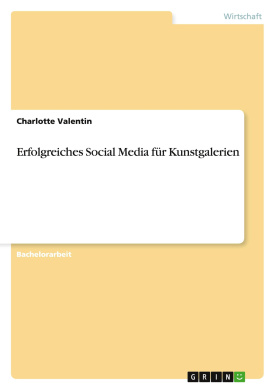 Wirtschaft
Charlotte Valentin
Erfolgreiches Social Media für Kunstgalerien
Bachelorarbeit
GRIN